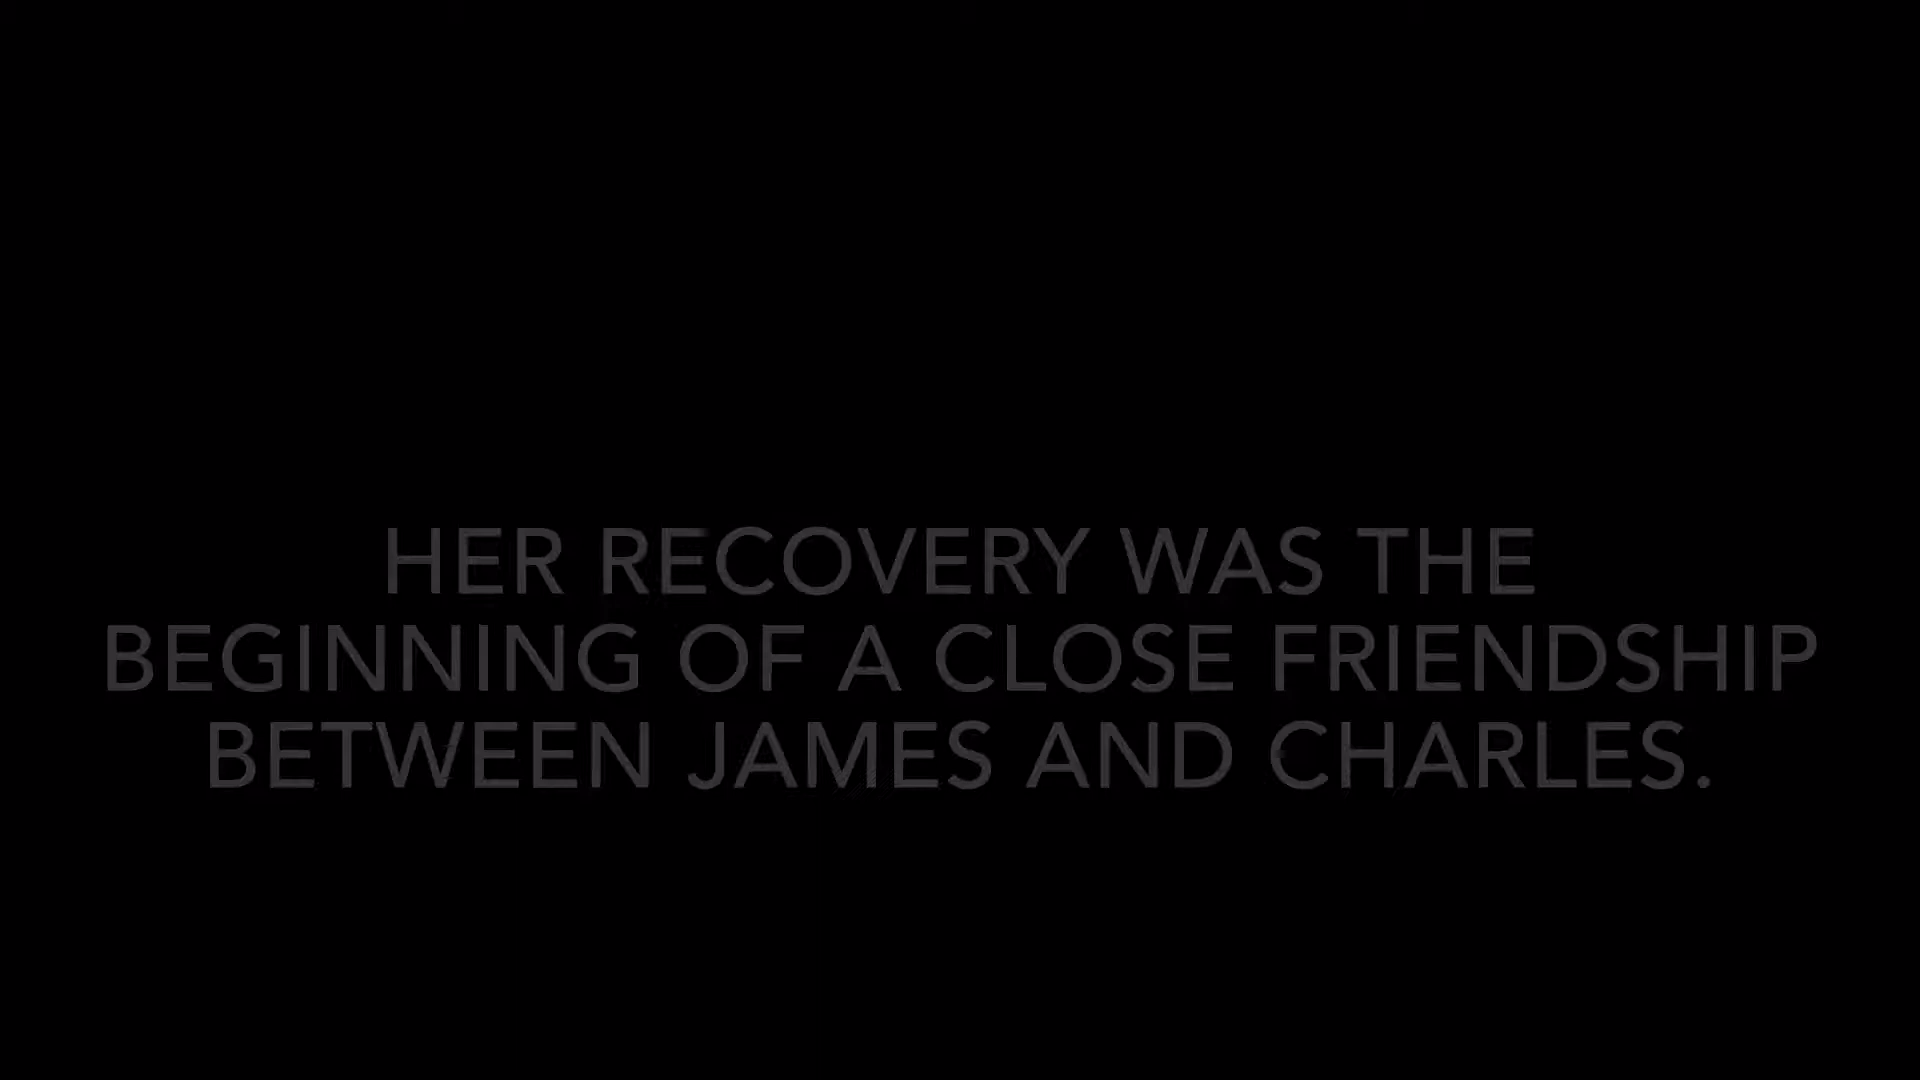 HER RECOVERY WAS THE
BEGINNING OF A CLOSE FRIENDSHIP
BETWEEN JAMES AND CHARLES.